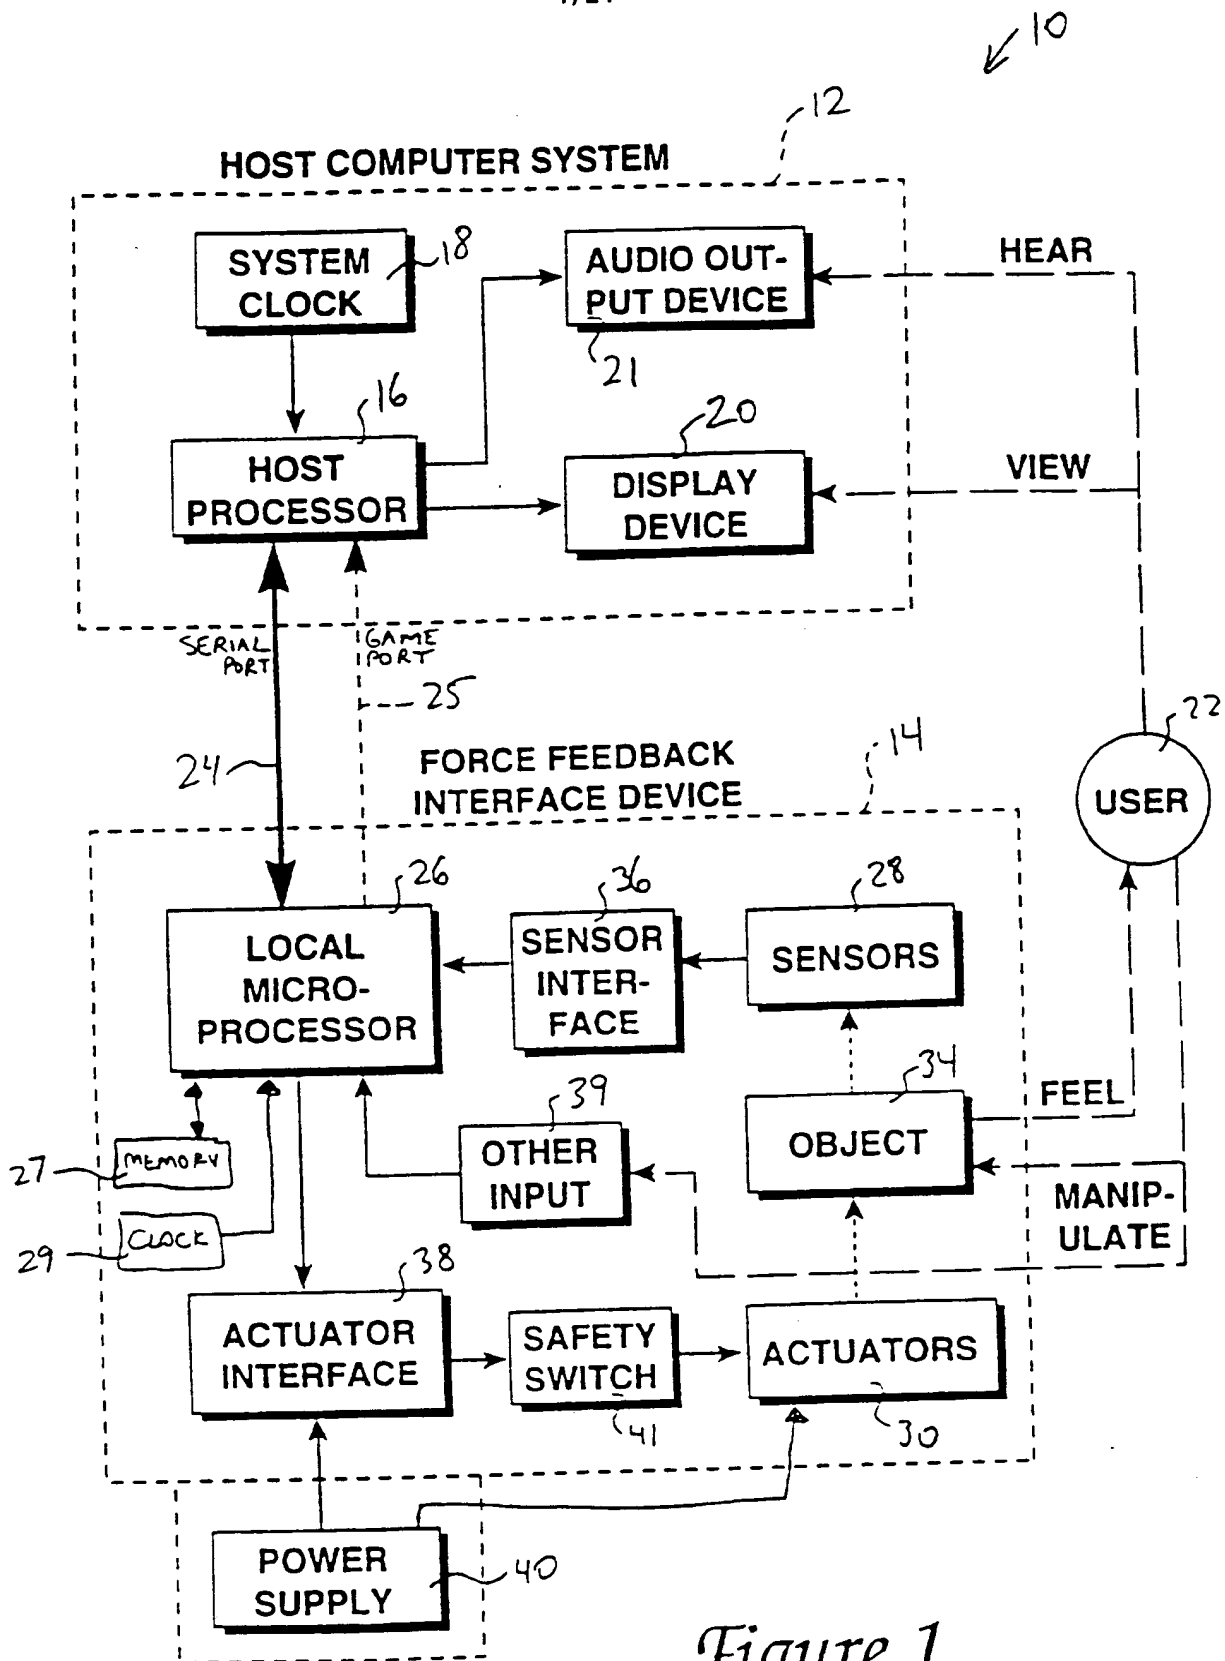 10
12
HOST COMPUTER SYSTEM
SYSTEM
CLOCK
18
AUDIO OUT-
PUT DEVICE
21
HEAR
16
HOST
PROCESSOR
20
DISPLAY
DEVICE
VIEW
SERIAL
PORT
GAME
PORT
25
24
22
USER
FORCE FEEDBACK
INTERFACE DEVICE
14
26
LOCAL
MICRO-
PROCESSOR
36
SENSOR
INTER-
FACE
28
SENSORS
34
OBJECT
FEEL
39
OTHER
INPUT
MANIP-
ULATE
27
MEMORY
29
CLOCK
38
ACTUATOR
INTERFACE
SAFETY
SWITCH
41
ACTUATORS
30
POWER
SUPPLY
40
Figure 1